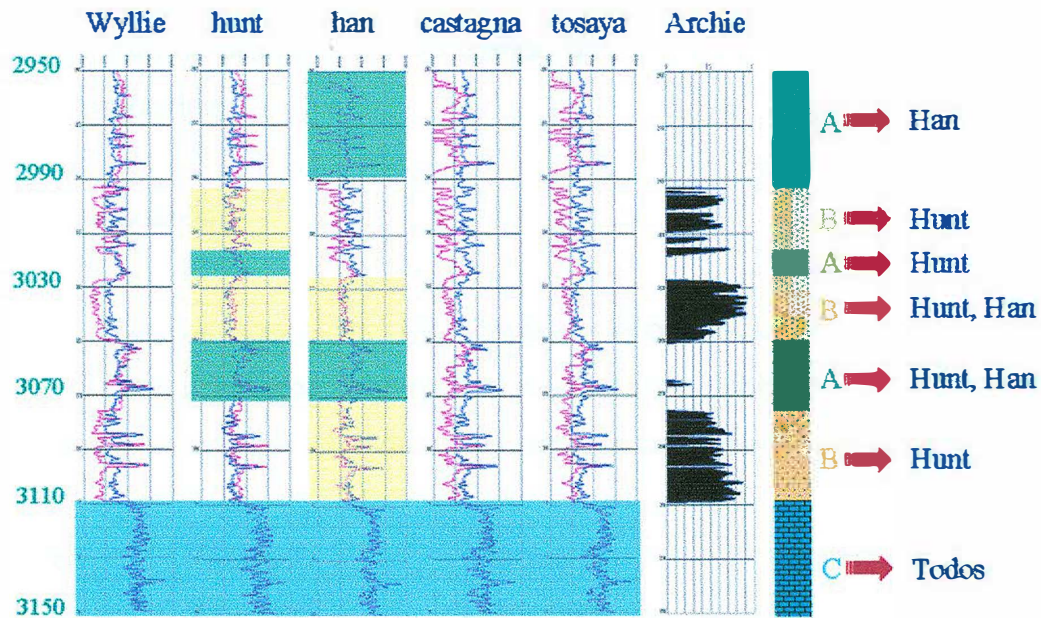 Wyllie hunt han castagna tosaya Archie
2950
A Han
2990
B Hunt
A Hunt
3030
B Hunt, Han
3070
A Hunt, Han
B Hunt
3110
C Todos
3150